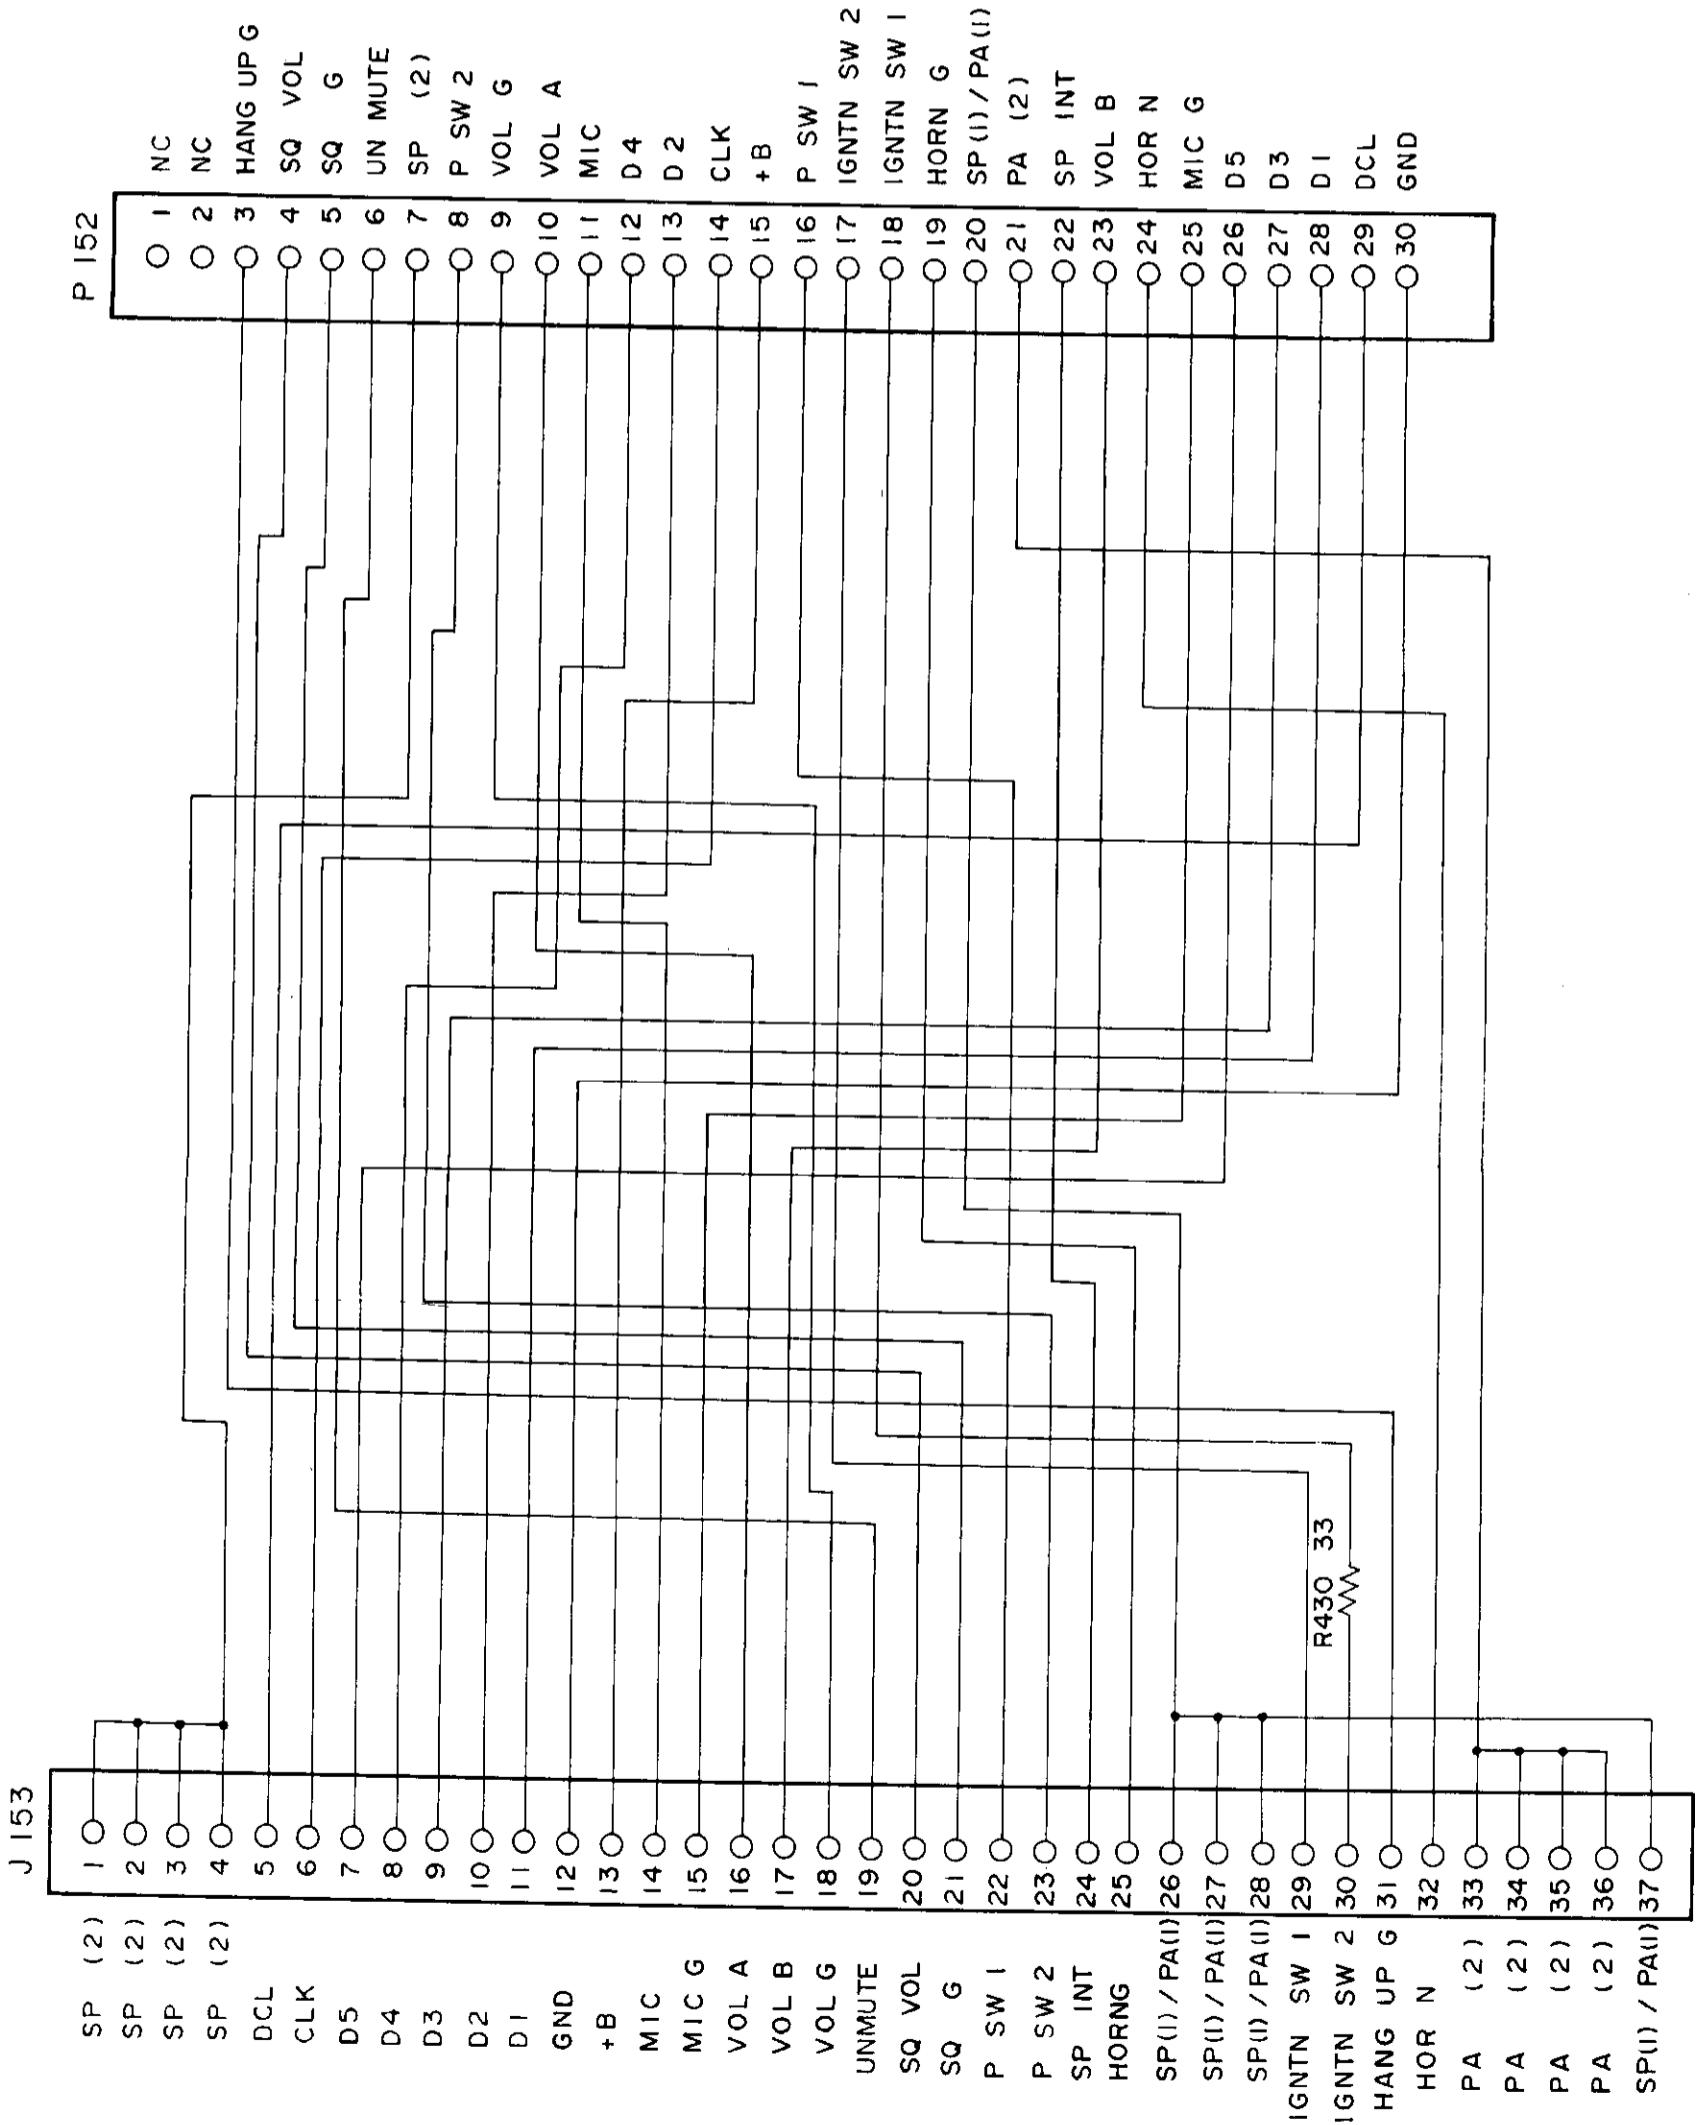 P 152
1 NC
2 NC
3 HANG UP G
4 SQ VOL
5 SQ G
6 UN MUTE
7 SP (2)
8 P SW 2
9 VOL G
10 VOL A
11 MIC
12 D4
13 D2
14 CLK
15 +B
16 P SW 1
17 IGNTN SW 2
18 IGNTN SW 1
19 HORN G
20 SP(1)/PA(1)
21 PA (2)
22 SP INT
23 VOL B
24 HOR N
25 MIC G
26 D5
27 D3
28 D1
29 DCL
30 GND
R430 33
J 153
SP (2) 1
SP (2) 2
SP (2) 3
SP (2) 4
DCL 5
CLK 6
D5 7
D4 8
D3 9
D2 10
D1 11
GND 12
+B 13
MIC 14
MIC G 15
VOL A 16
VOL B 17
VOL G 18
UNMUTE 19
SQ VOL 20
SQ G 21
P SW 1 22
P SW 2 23
SP INT 24
HORNG 25
SP(1)/PA(1) 26
SP(1)/PA(1) 27
SP(1)/PA(1) 28
IGNTN SW 1 29
IGNTN SW 2 30
HANG UP G 31
HOR N 32
PA (2) 33
PA (2) 34
PA (2) 35
PA (2) 36
SP(1)/PA(1) 37